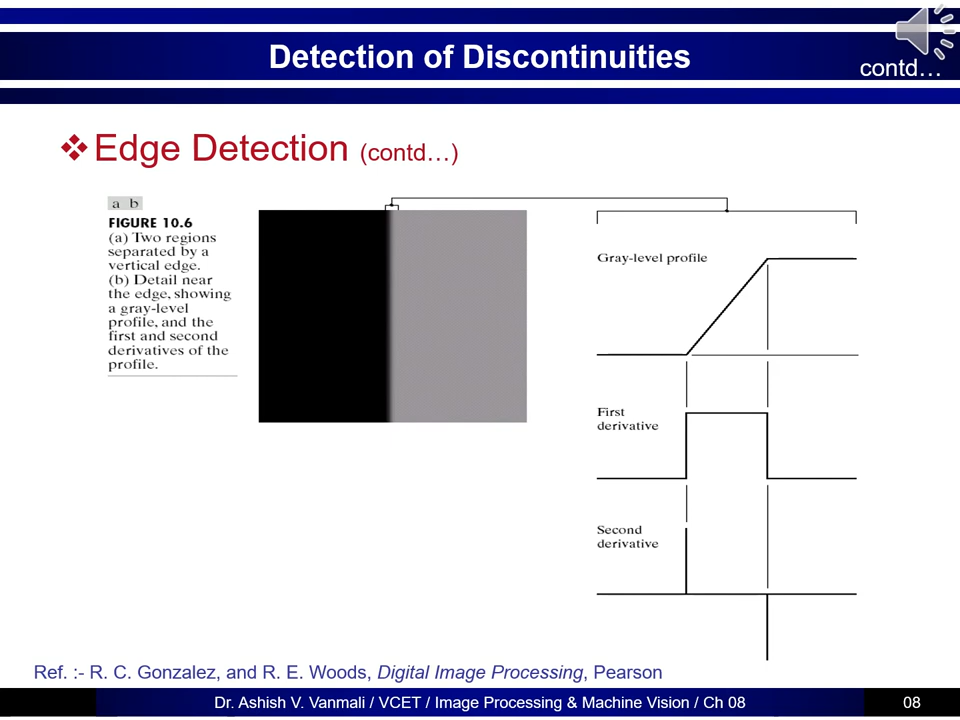 Detection of Discontinuities
contd…
❖Edge Detection (contd…)
a b
FIGURE 10.6
(a) Two regions
separated by a
vertical edge.
(b) Detail near
the edge, showing
a gray-level
profile, and the
first and second
derivatives of the
profile.
Gray-level profile
First
derivative
Second
derivative
Ref. :- R. C. Gonzalez, and R. E. Woods, Digital Image Processing, Pearson
Dr. Ashish V. Vanmali / VCET / Image Processing & Machine Vision / Ch 08
08